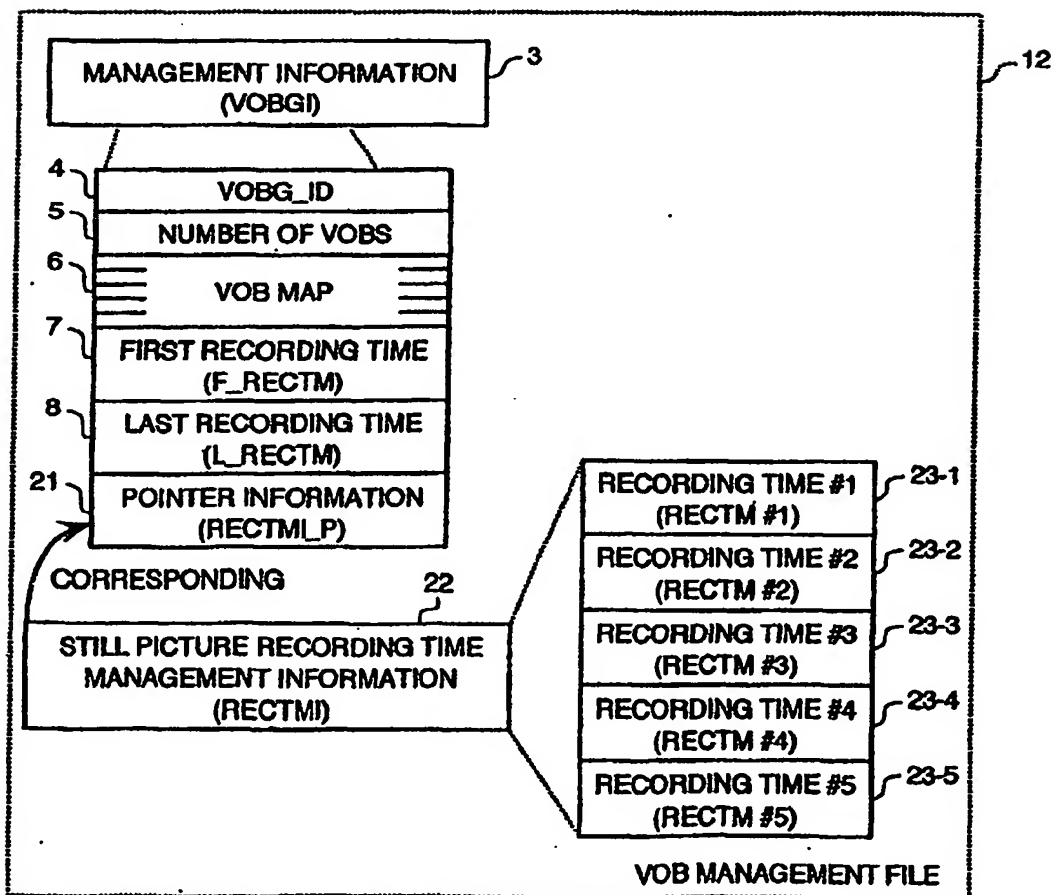 MANAGEMENT INFORMATION
(VOBGI)
3
12
4
VOBG_ID
5
NUMBER OF VOBS
6
VOB MAP
7
FIRST RECORDING TIME
(F_RECTM)
8
LAST RECORDING TIME
(L_RECTM)
21
POINTER INFORMATION
(RECTMI_P)
CORRESPONDING
22
STILL PICTURE RECORDING TIME
MANAGEMENT INFORMATION
(RECTMI)
RECORDING TIME #1
(RECTM #1)
23-1
RECORDING TIME #2
(RECTM #2)
23-2
RECORDING TIME #3
(RECTM #3)
23-3
RECORDING TIME #4
(RECTM #4)
23-4
RECORDING TIME #5
(RECTM #5)
23-5
VOB MANAGEMENT FILE